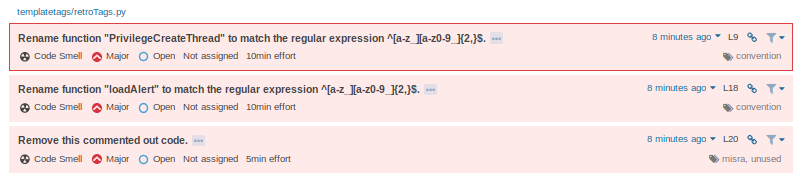 templatetags/retroTags.py
Rename function "PrivilegeCreateThread" to match the regular expression ^[a-z_][a-z0-9_]{2,}$. 8 minutes ago L9
Code Smell Major Open Not assigned 10min effort convention
Rename function "loadAlert" to match the regular expression ^[a-z_][a-z0-9_]{2,}$. 8 minutes ago L18
Code Smell Major Open Not assigned 10min effort convention
Remove this commented out code. 8 minutes ago L20
Code Smell Major Open Not assigned 5min effort misra, unused